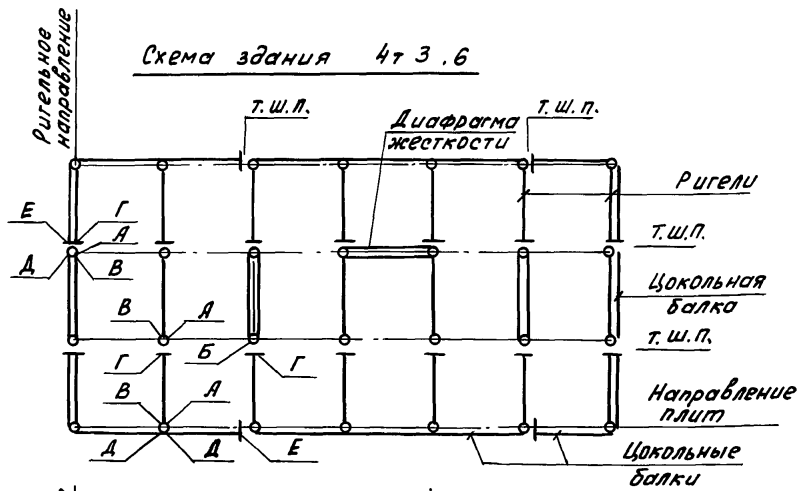 Ригельное
направление
Схема здания 4т 3.6
т.ш.п.
Диафрагма
жесткости
т.ш.п.
Ригели
Е
Г
А
Д
В
т.ш.п.
Цокольная
балка
В
А
Б
Г
Г
т.ш.п.
В
А
Направление
плит
Д
Д
Е
Цокольные
балки